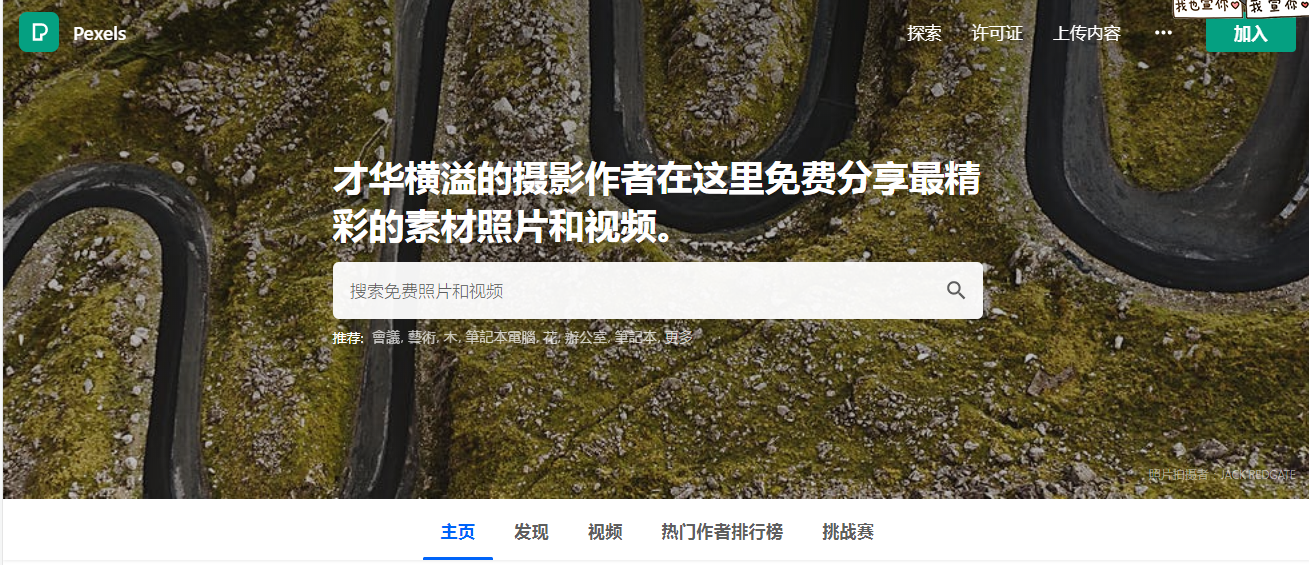 Pexels
探索 许可证 上传内容 ••• 加入
我也宣你 我宣你
才华横溢的摄影作者在这里免费分享最精
彩的素材照片和视频。
搜索免费照片和视频
推荐: 會議, 藝術, 木, 筆記本電腦, 花, 辦公室, 筆記本, 更多
照片拍摄者：JACK REDGATE
主页 发现 视频 热门作者排行榜 挑战赛